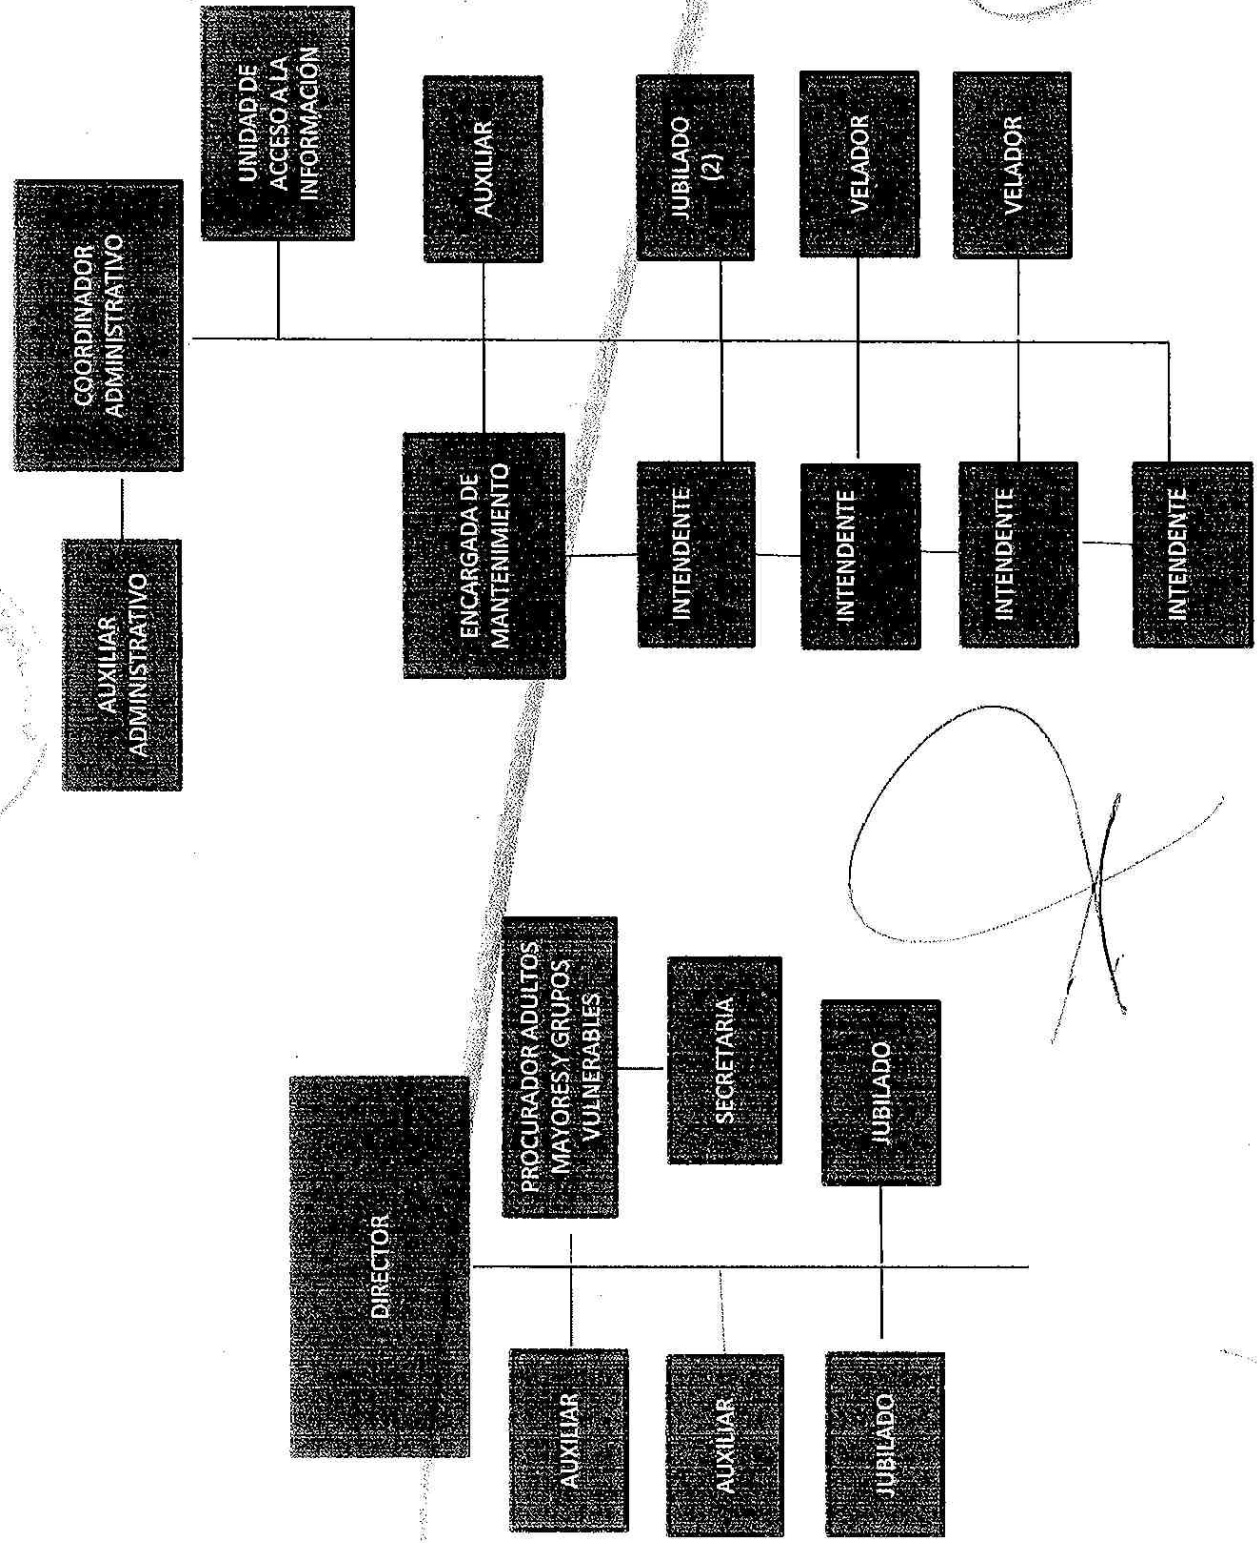 DIRECTOR
AUXILIAR
PROCURADOR ADULTOS
MAYORES Y GRUPOS
VULNERABLES
AUXILIAR
SECRETARIA
JUBILADO
JUBILADO
AUXILIAR
ADMINISTRATIVO
COORDINADOR
ADMINISTRATIVO
UNIDAD DE
ACCESO A LA
INFORMACION
ENCARGADA DE
MANTENIMIENTO
AUXILIAR
INTENDENTE
JUBILADO
(2)
INTENDENTE
VELADOR
INTENDENTE
VELADOR
INTENDENTE